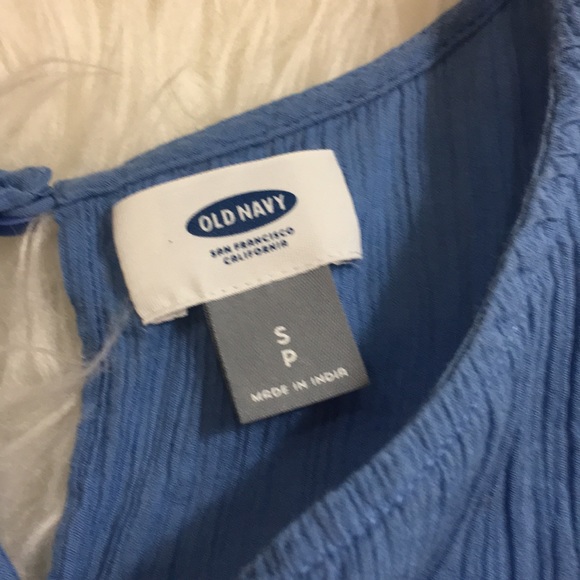 OLD NAVY
SAN FRANCISCO
CALIFORNIA
S
P
MADE IN INDIA